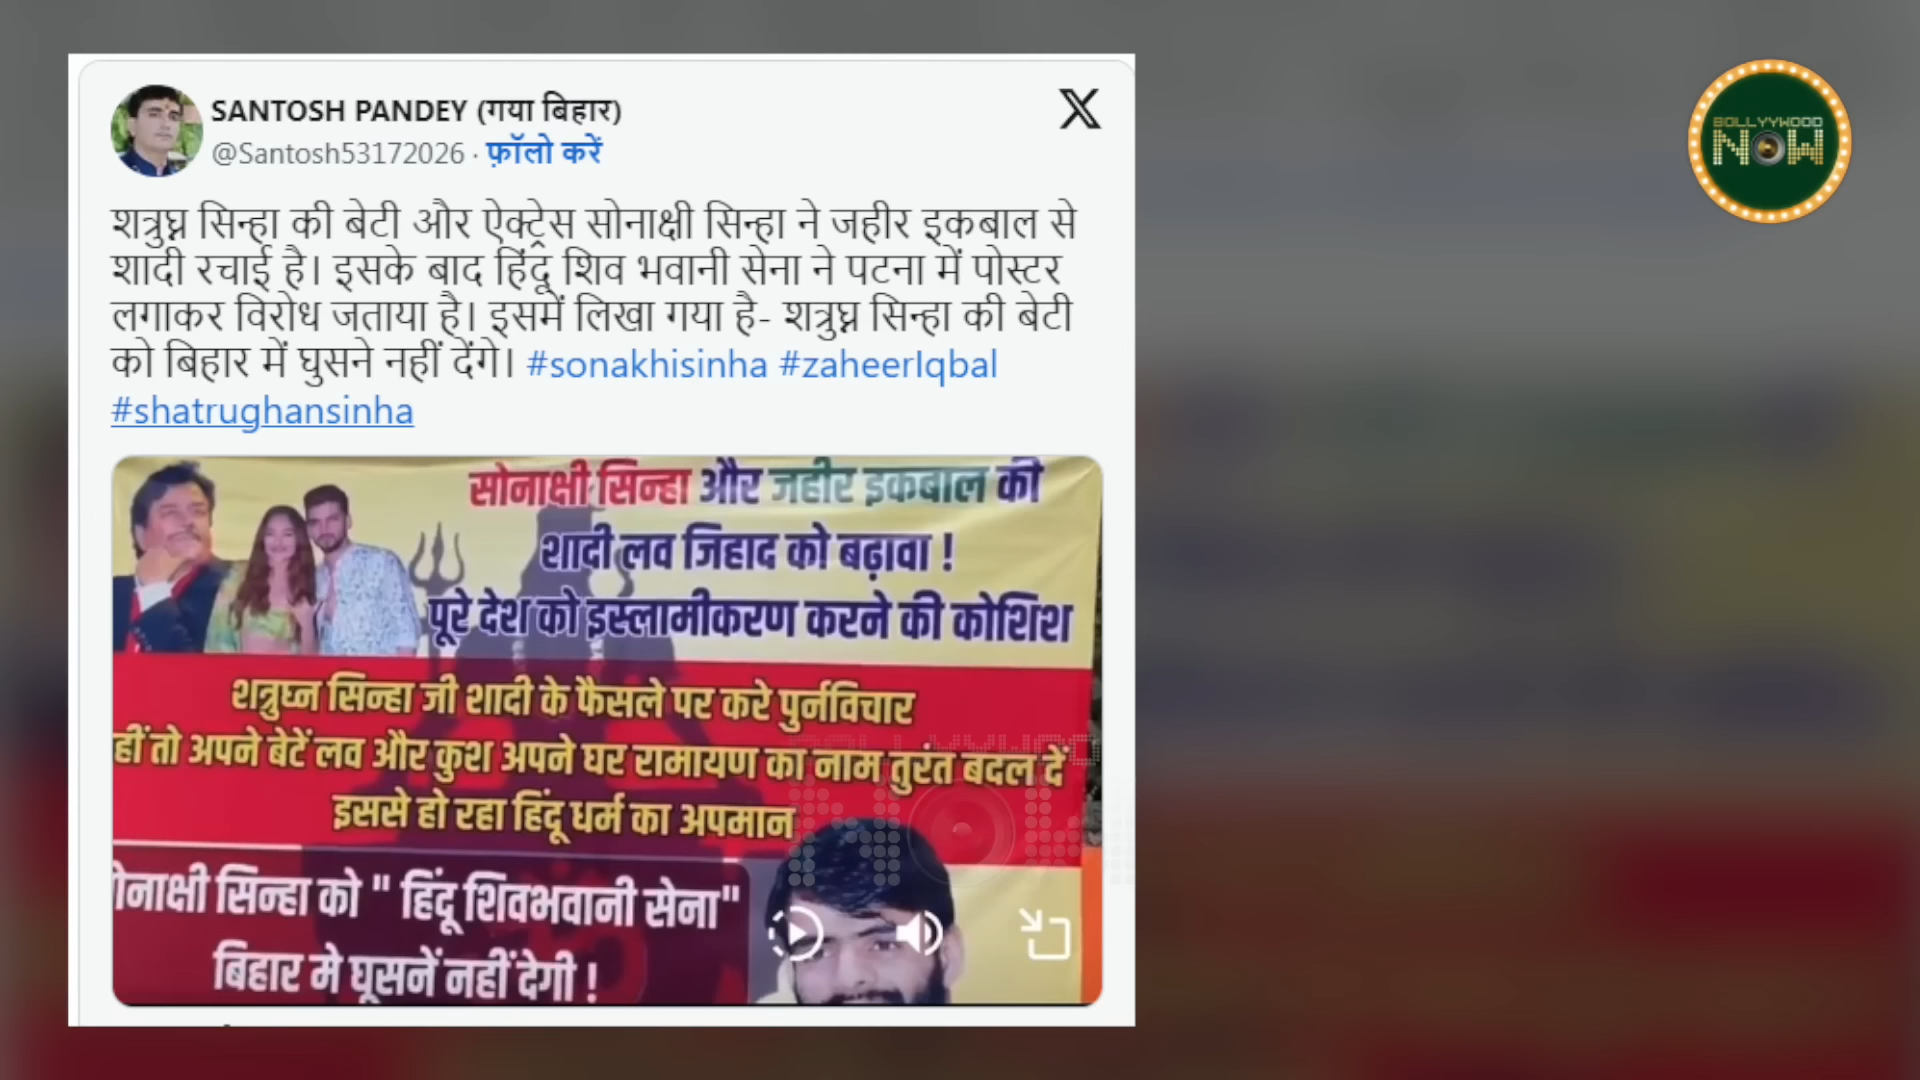 SANTOSH PANDEY (गया बिहार)
@Santosh53172026 · फ़ॉलो करें
शत्रुघ्न सिन्हा की बेटी और ऐक्ट्रेस सोनाक्षी सिन्हा ने जहीर इकबाल से
शादी रचाई है। इसके बाद हिंदू शिव भवानी सेना ने पटना में पोस्टर
लगाकर विरोध जताया है। इसमें लिखा गया है- शत्रुघ्न सिन्हा की बेटी
को बिहार में घुसने नहीं देंगे। #sonakhisinha #zaheerIqbal
#shatrughansinha
सोनाक्षी सिन्हा और जहीर इकबाल की
शादी लव जिहाद को बढ़ावा !
पूरे देश को इस्लामीकरण करने की कोशिश
शत्रुघ्न सिन्हा जी शादी के फैसले पर करे पुर्नविचार
हीं तो अपने बेटें लव और कुश अपने घर रामायण का नाम तुरंत बदल दें
इससे हो रहा हिंदू धर्म का अपमान
ोनाक्षी सिन्हा को " हिंदू शिवभवानी सेना"
बिहार मे घूसनें नहीं देगी !
BOLLYYWOOD
NOW